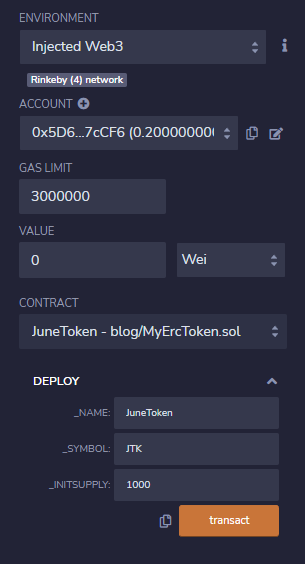 ENVIRONMENT
Injected Web3
Rinkeby (4) network
ACCOUNT
0x5D6...7cCF6 (0.200000000
GAS LIMIT
3000000
VALUE
0 Wei
CONTRACT
JuneToken - blog/MyErcToken.sol
DEPLOY
_NAME: JuneToken
_SYMBOL: JTK
_INITSUPPLY: 1000
transact